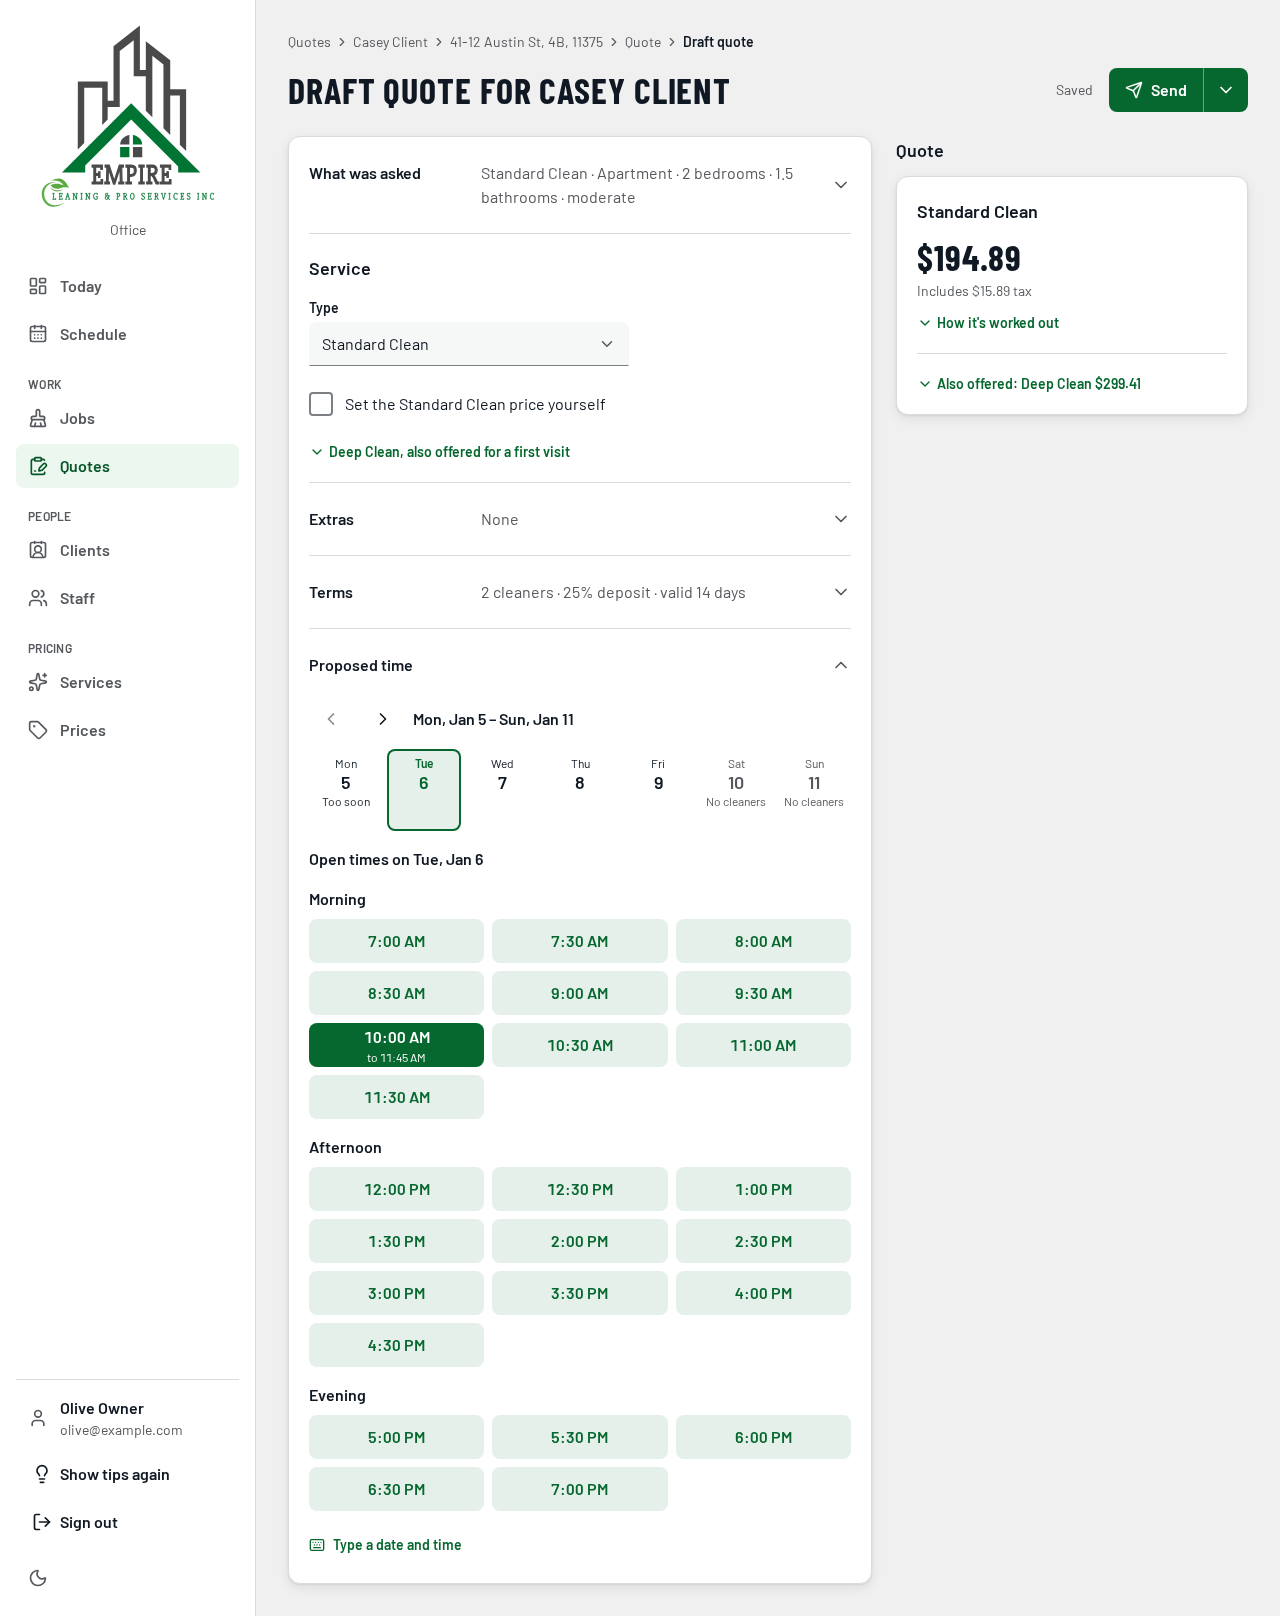 EMPIRE
LEANING & PRO SERVICES INC
Office
Today
Schedule
WORK
Jobs
Quotes
PEOPLE
Clients
Staff
PRICING
Services
Prices
Olive Owner
olive@example.com
Show tips again
Sign out
Quotes > Casey Client > 41-12 Austin St, 4B, 11375 > Quote > Draft quote
DRAFT QUOTE FOR CASEY CLIENT
Saved
Send
What was asked
Standard Clean · Apartment · 2 bedrooms · 1.5
bathrooms · moderate
Service
Type
Standard Clean
Set the Standard Clean price yourself
Deep Clean, also offered for a first visit
Extras
None
Terms
2 cleaners · 25% deposit · valid 14 days
Proposed time
Mon, Jan 5 – Sun, Jan 11
Mon
5
Too soon
Tue
6
Wed
7
Thu
8
Fri
9
Sat
10
No cleaners
Sun
11
No cleaners
Open times on Tue, Jan 6
Morning
7:00 AM
7:30 AM
8:00 AM
8:30 AM
9:00 AM
9:30 AM
10:00 AM
to 11:45 AM
10:30 AM
11:00 AM
11:30 AM
Afternoon
12:00 PM
12:30 PM
1:00 PM
1:30 PM
2:00 PM
2:30 PM
3:00 PM
3:30 PM
4:00 PM
4:30 PM
Evening
5:00 PM
5:30 PM
6:00 PM
6:30 PM
7:00 PM
Type a date and time
Quote
Standard Clean
$194.89
Includes $15.89 tax
How it's worked out
Also offered: Deep Clean $299.41